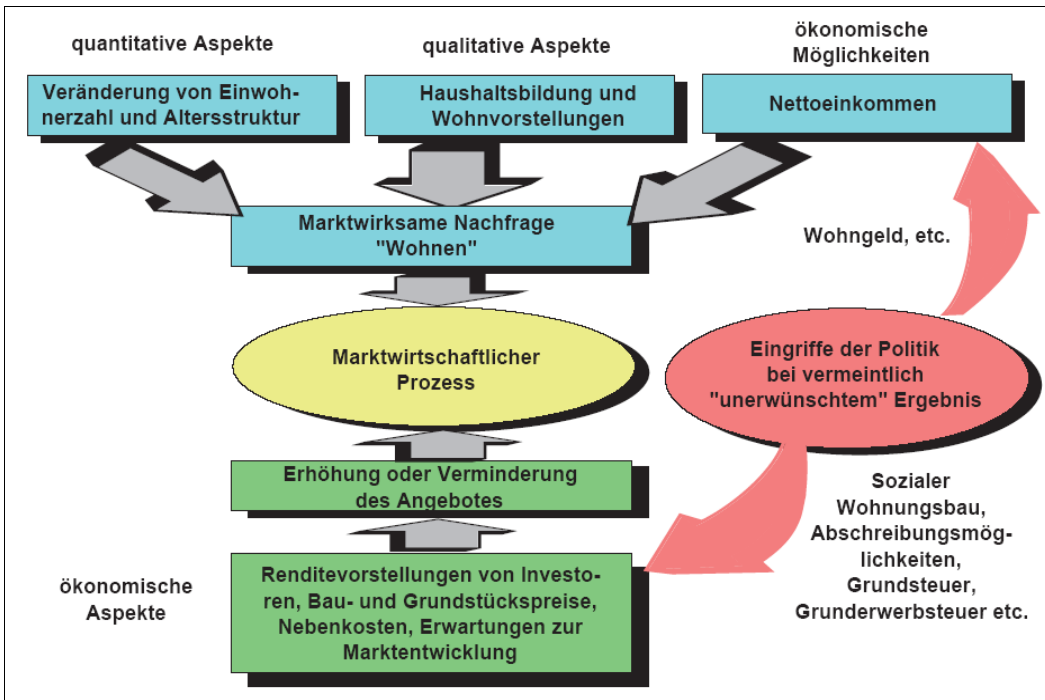 quantitative Aspekte
qualitative Aspekte
ökonomische
Möglichkeiten
Veränderung von Einwoh-
nerzahl und Altersstruktur
Haushaltsbildung und
Wohnvorstellungen
Nettoeinkommen
Marktwirksame Nachfrage
"Wohnen"
Wohngeld, etc.
Marktwirtschaftlicher
Prozess
Eingriffe der Politik
bei vermeintlich
"unerwünschtem" Ergebnis
Erhöhung oder Verminderung
des Angebotes
Sozialer
Wohnungsbau,
Abschreibungsmög-
lichkeiten,
Grundsteuer,
Grunderwerbsteuer etc.
ökonomische
Aspekte
Renditevorstellungen von Investo-
ren, Bau- und Grundstückspreise,
Nebenkosten, Erwartungen zur
Marktentwicklung